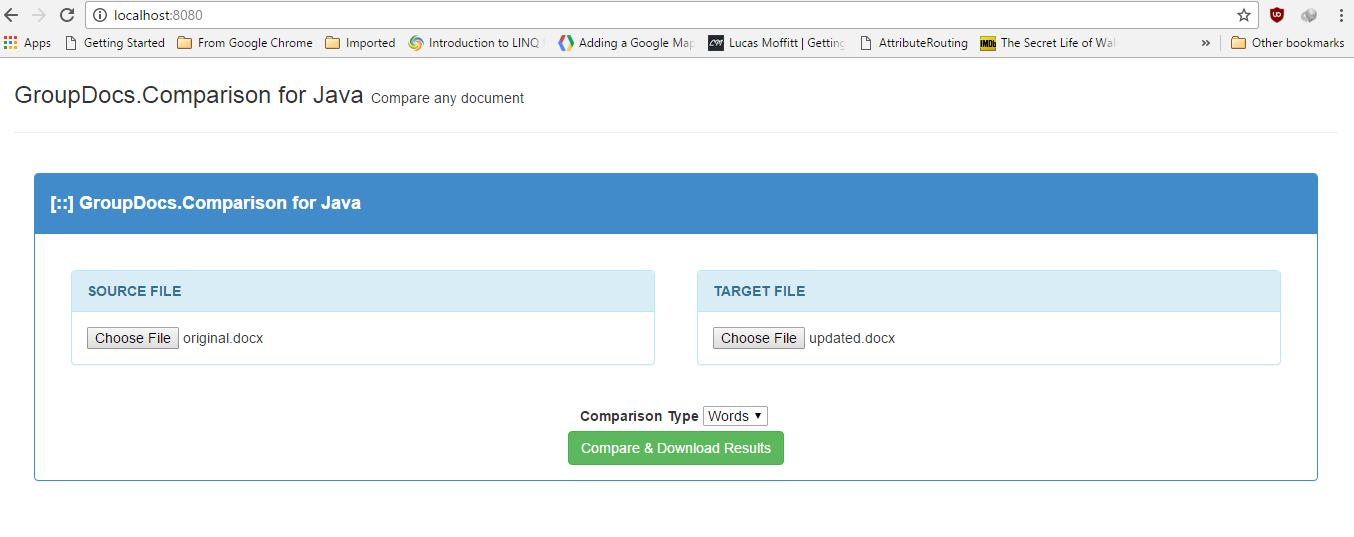 localhost:8080
Apps Getting Started From Google Chrome Imported Introduction to LINQ Adding a Google Map Lucas Moffitt | Getting AttributeRouting IMDb The Secret Life of Wal » Other bookmarks
GroupDocs.Comparison for Java Compare any document
[::] GroupDocs.Comparison for Java
SOURCE FILE
TARGET FILE
Choose File original.docx
Choose File updated.docx
Comparison Type Words
Compare & Download Results